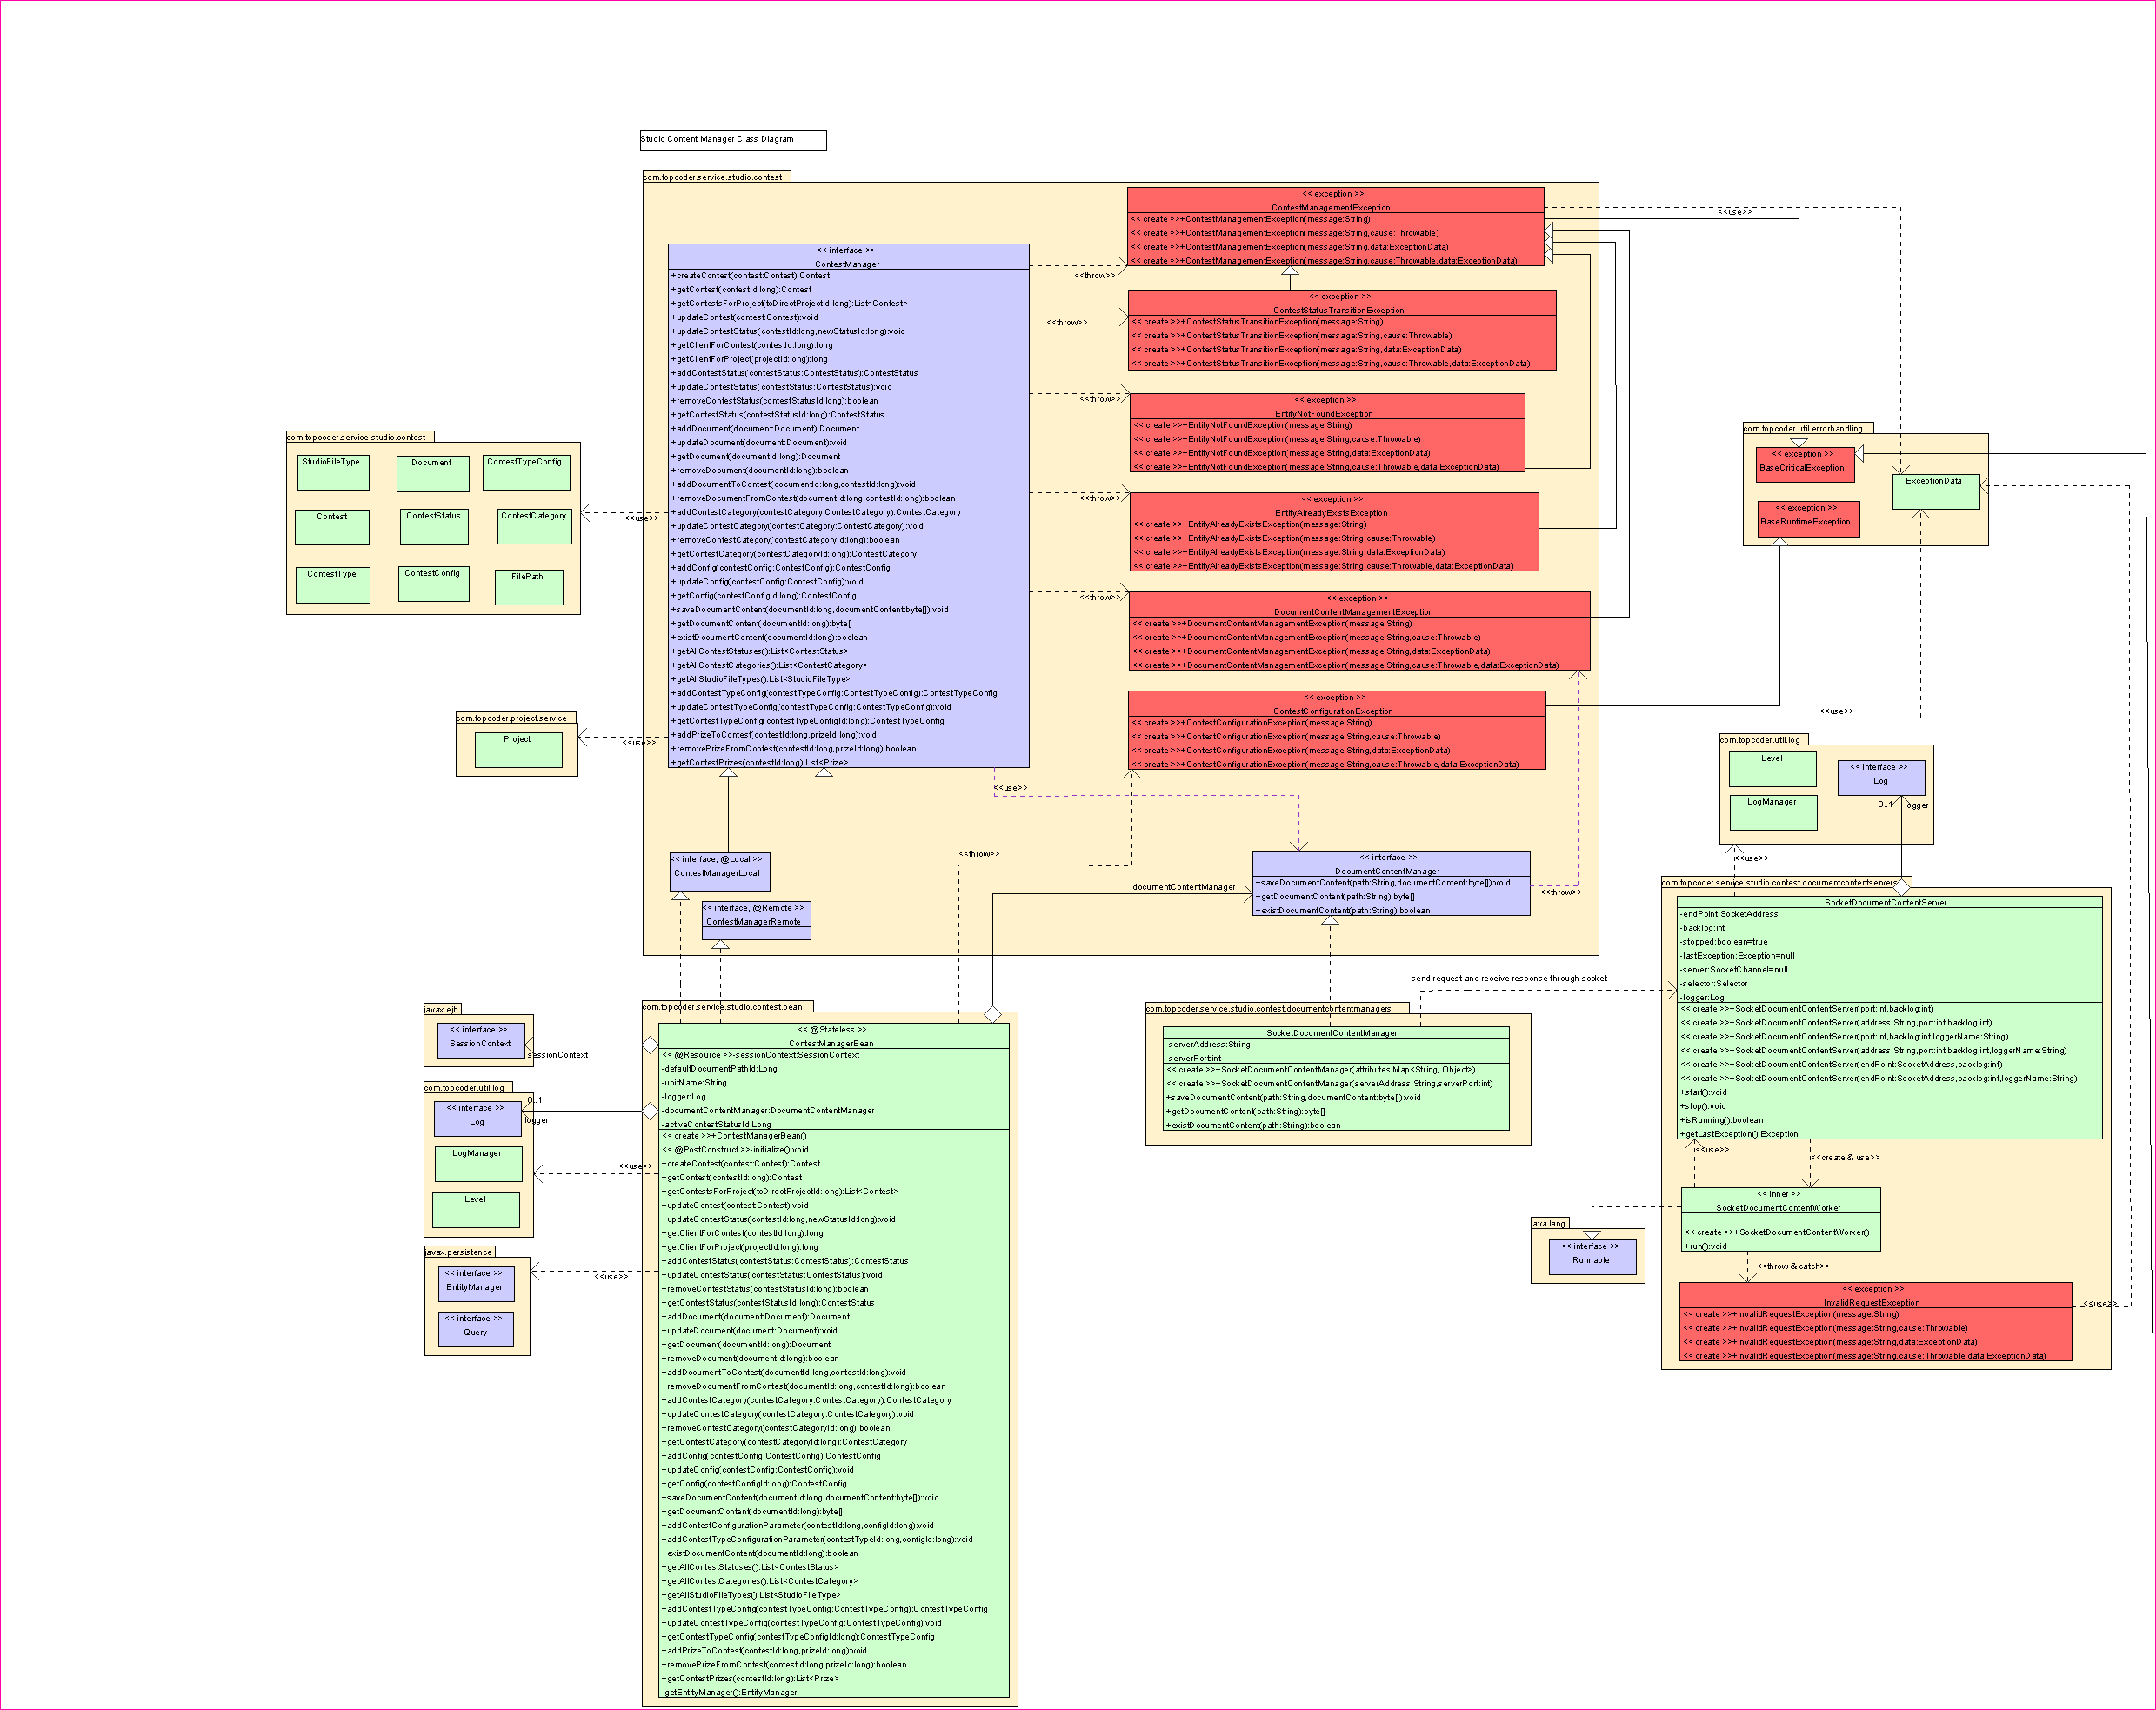 Studio Content Manager Class Diagram
com.topcoder.service.studio.contest
<< exception >>
ContestManagementException
<< create >>+ContestManagementException(message:String)
<< create >>+ContestManagementException(message:String,cause:Throwable)
<< create >>+ContestManagementException(message:String,data:ExceptionData)
<< create >>+ContestManagementException(message:String,cause:Throwable,data:ExceptionData)
<<use>>
<< interface >>
ContestManager
+createContest(contest:Contest):Contest
+getContest(contestId:long):Contest
+getContestsForProject(tcDirectProjectId:long):List<Contest>
+updateContest(contest:Contest):void
+updateContestStatus(contestId:long,newStatusId:long):void
+getClientForContest(contestId:long):long
+getClientForProject(projectId:long):long
+addContestStatus(contestStatus:ContestStatus):ContestStatus
+updateContestStatus(contestStatus:ContestStatus):void
+removeContestStatus(contestStatusId:long):boolean
+getContestStatus(contestStatusId:long):ContestStatus
+addDocument(document:Document):Document
+updateDocument(document:Document):void
+getDocument(documentId:long):Document
+removeDocument(documentId:long):boolean
+addDocumentToContest(documentId:long,contestId:long):void
+removeDocumentFromContest(documentId:long,contestId:long):boolean
+addContestCategory(contestCategory:ContestCategory):ContestCategory
+updateContestCategory(contestCategory:ContestCategory):void
+removeContestCategory(contestCategoryId:long):boolean
+getContestCategory(contestCategoryId:long):ContestCategory
+addConfig(contestConfig:ContestConfig):ContestConfig
+updateConfig(contestConfig:ContestConfig):void
+getConfig(contestConfigId:long):ContestConfig
+saveDocumentContent(documentId:long,documentContent:byte[]):void
+getDocumentContent(documentId:long):byte[]
+existDocumentContent(documentId:long):boolean
+getAllContestStatuses():List<ContestStatus>
+getAllContestCategories():List<ContestCategory>
+getAllStudioFileTypes():List<StudioFileType>
+addContestTypeConfig(contestTypeConfig:ContestTypeConfig):ContestTypeConfig
+updateContestTypeConfig(contestTypeConfig:ContestTypeConfig):void
+getContestTypeConfig(contestTypeConfigId:long):ContestTypeConfig
+addPrizeToContest(contestId:long,prizeId:long):void
+removePrizeFromContest(contestId:long,prizeId:long):boolean
+getContestPrizes(contestId:long):List<Prize>
<<throw>>
<< exception >>
ContestStatusTransitionException
<< create >>+ContestStatusTransitionException(message:String)
<< create >>+ContestStatusTransitionException(message:String,cause:Throwable)
<< create >>+ContestStatusTransitionException(message:String,data:ExceptionData)
<< create >>+ContestStatusTransitionException(message:String,cause:Throwable,data:ExceptionData)
<<throw>>
<< exception >>
EntityNotFoundException
<< create >>+EntityNotFoundException(message:String)
<< create >>+EntityNotFoundException(message:String,cause:Throwable)
<< create >>+EntityNotFoundException(message:String,data:ExceptionData)
<< create >>+EntityNotFoundException(message:String,cause:Throwable,data:ExceptionData)
<<throw>>
<< exception >>
EntityAlreadyExistsException
<< create >>+EntityAlreadyExistsException(message:String)
<< create >>+EntityAlreadyExistsException(message:String,cause:Throwable)
<< create >>+EntityAlreadyExistsException(message:String,data:ExceptionData)
<< create >>+EntityAlreadyExistsException(message:String,cause:Throwable,data:ExceptionData)
<<throw>>
<< exception >>
DocumentContentManagementException
<< create >>+DocumentContentManagementException(message:String)
<< create >>+DocumentContentManagementException(message:String,cause:Throwable)
<< create >>+DocumentContentManagementException(message:String,data:ExceptionData)
<< create >>+DocumentContentManagementException(message:String,cause:Throwable,data:ExceptionData)
<<throw>>
<< exception >>
ContestConfigurationException
<< create >>+ContestConfigurationException(message:String)
<< create >>+ContestConfigurationException(message:String,cause:Throwable)
<< create >>+ContestConfigurationException(message:String,data:ExceptionData)
<< create >>+ContestConfigurationException(message:String,cause:Throwable,data:ExceptionData)
<<use>>
com.topcoder.service.studio.contest
StudioFileType
Document
ContestTypeConfig
Contest
ContestStatus
ContestCategory
ContestType
ContestConfig
FilePath
<<use>>
com.topcoder.util.errorhandling
<< exception >>
BaseCriticalException
ExceptionData
<< exception >>
BaseRuntimeException
com.topcoder.project.service
Project
<<use>>
<<use>>
com.topcoder.util.log
Level
<< interface >>
Log
LogManager
0..1
logger
<<use>>
<< interface, @Local >>
ContestManagerLocal
<< interface, @Remote >>
ContestManagerRemote
<<throw>>
documentContentManager
<< interface >>
DocumentContentManager
+saveDocumentContent(path:String,documentContent:byte[]):void
+getDocumentContent(path:String):byte[]
+existDocumentContent(path:String):boolean
<<throw>>
com.topcoder.service.studio.contest.documentcontentservers
SocketDocumentContentServer
-endPoint:SocketAddress
-backlog:int
-stopped:boolean=true
-lastException:Exception=null
-server:SocketChannel=null
-selector:Selector
-logger:Log
<< create >>+SocketDocumentContentServer(port:int,backlog:int)
<< create >>+SocketDocumentContentServer(address:String,port:int,backlog:int)
<< create >>+SocketDocumentContentServer(port:int,backlog:int,loggerName:String)
<< create >>+SocketDocumentContentServer(address:String,port:int,backlog:int,loggerName:String)
<< create >>+SocketDocumentContentServer(endPoint:SocketAddress,backlog:int)
<< create >>+SocketDocumentContentServer(endPoint:SocketAddress,backlog:int,loggerName:String)
+start():void
+stop():void
+isRunning():boolean
+getLastException():Exception
<<use>>
<<create & use>>
<< inner >>
SocketDocumentContentWorker
<< create >>+SocketDocumentContentWorker()
+run():void
<<throw & catch>>
<< exception >>
InvalidRequestException
<< create >>+InvalidRequestException(message:String)
<< create >>+InvalidRequestException(message:String,cause:Throwable)
<< create >>+InvalidRequestException(message:String,data:ExceptionData)
<< create >>+InvalidRequestException(message:String,cause:Throwable,data:ExceptionData)
<<use>>
java.lang
<< interface >>
Runnable
send request and receive response through socket
com.topcoder.service.studio.contest.documentcontentmanagers
SocketDocumentContentManager
-serverAddress:String
-serverPort:int
<< create >>+SocketDocumentContentManager(attributes:Map<String, Object>)
<< create >>+SocketDocumentContentManager(serverAddress:String,serverPort:int)
+saveDocumentContent(path:String,documentContent:byte[]):void
+getDocumentContent(path:String):byte[]
+existDocumentContent(path:String):boolean
javax.ejb
<< interface >>
SessionContext
sessionContext
com.topcoder.util.log
<< interface >>
Log
0..1
logger
LogManager
Level
<<use>>
javax.persistence
<< interface >>
EntityManager
<< interface >>
Query
<<use>>
com.topcoder.service.studio.contest.bean
<< @Stateless >>
ContestManagerBean
<< @Resource >>-sessionContext:SessionContext
-defaultDocumentPathId:Long
-unitName:String
-logger:Log
-documentContentManager:DocumentContentManager
-activeContestStatusId:Long
<< create >>+ContestManagerBean()
<< @PostConstruct >>-initialize():void
+createContest(contest:Contest):Contest
+getContest(contestId:long):Contest
+getContestsForProject(tcDirectProjectId:long):List<Contest>
+updateContest(contest:Contest):void
+updateContestStatus(contestId:long,newStatusId:long):void
+getClientForContest(contestId:long):long
+getClientForProject(projectId:long):long
+addContestStatus(contestStatus:ContestStatus):ContestStatus
+updateContestStatus(contestStatus:ContestStatus):void
+removeContestStatus(contestStatusId:long):boolean
+getContestStatus(contestStatusId:long):ContestStatus
+addDocument(document:Document):Document
+updateDocument(document:Document):void
+getDocument(documentId:long):Document
+removeDocument(documentId:long):boolean
+addDocumentToContest(documentId:long,contestId:long):void
+removeDocumentFromContest(documentId:long,contestId:long):boolean
+addContestCategory(contestCategory:ContestCategory):ContestCategory
+updateContestCategory(contestCategory:ContestCategory):void
+removeContestCategory(contestCategoryId:long):boolean
+getContestCategory(contestCategoryId:long):ContestCategory
+addConfig(contestConfig:ContestConfig):ContestConfig
+updateConfig(contestConfig:ContestConfig):void
+getConfig(contestConfigId:long):ContestConfig
+saveDocumentContent(documentId:long,documentContent:byte[]):void
+getDocumentContent(documentId:long):byte[]
+addContestConfigurationParameter(contestId:long,configId:long):void
+addContestTypeConfigurationParameter(contestTypeId:long,configId:long):void
+existDocumentContent(documentId:long):boolean
+getAllContestStatuses():List<ContestStatus>
+getAllContestCategories():List<ContestCategory>
+getAllStudioFileTypes():List<StudioFileType>
+addContestTypeConfig(contestTypeConfig:ContestTypeConfig):ContestTypeConfig
+updateContestTypeConfig(contestTypeConfig:ContestTypeConfig):void
+getContestTypeConfig(contestTypeConfigId:long):ContestTypeConfig
+addPrizeToContest(contestId:long,prizeId:long):void
+removePrizeFromContest(contestId:long,prizeId:long):boolean
+getContestPrizes(contestId:long):List<Prize>
-getEntityManager():EntityManager